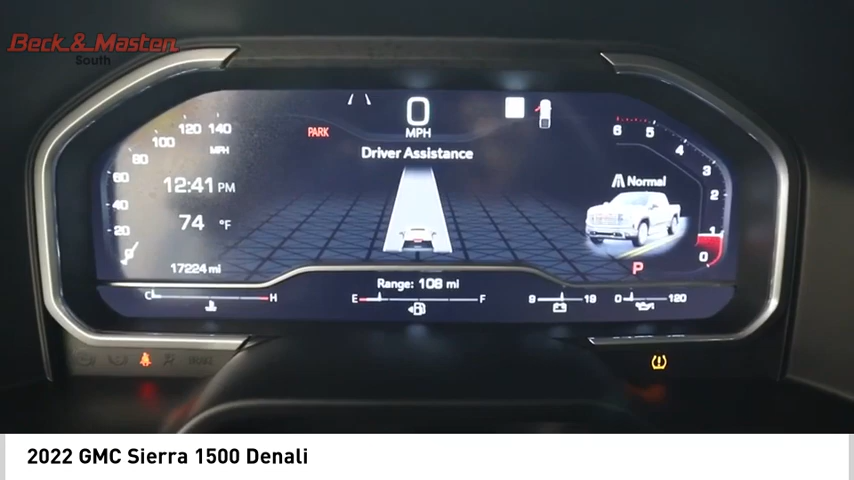 Beck & Masten
South
0
MPH
PARK
Driver Assistance
120 140
100
MPH
80
60
40
20
0
12:41 PM
74 °F
17224 mi
6 5
4
3
2
1
0
Normal
P
Range: 108 mi
C H
E F
9 19
0 120
2022 GMC Sierra 1500 Denali